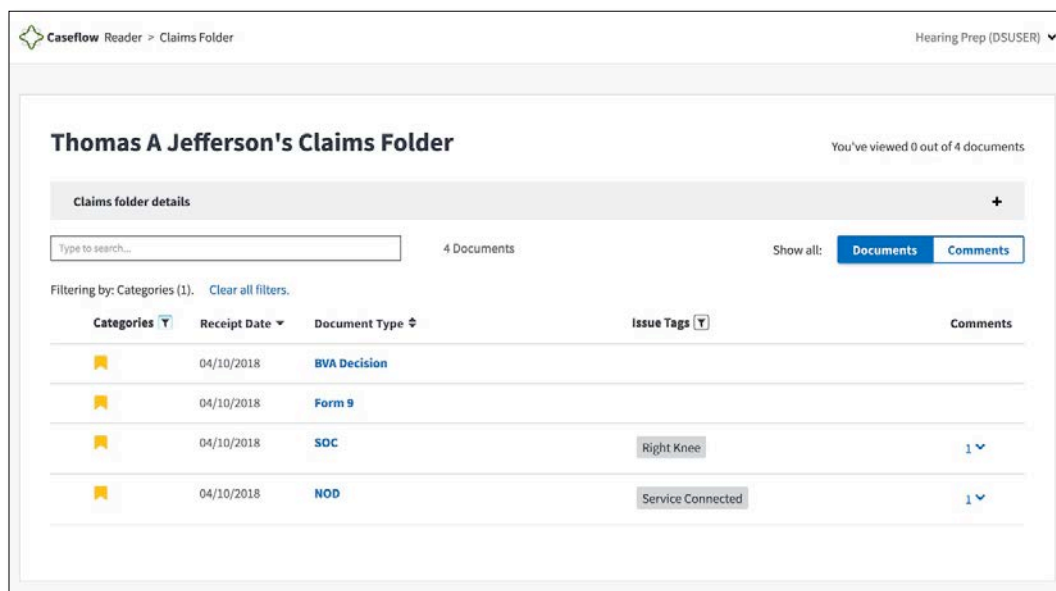 Caseflow Reader > Claims Folder Hearing Prep (DSUSER)
Thomas A Jefferson's Claims Folder You've viewed 0 out of 4 documents
Claims folder details +
Type to search... 4 Documents Show all: Documents Comments
Filtering by: Categories (1). Clear all filters.
Categories Receipt Date Document Type Issue Tags Comments
04/10/2018 BVA Decision
04/10/2018 Form 9
04/10/2018 SOC Right Knee 1
04/10/2018 NOD Service Connected 1